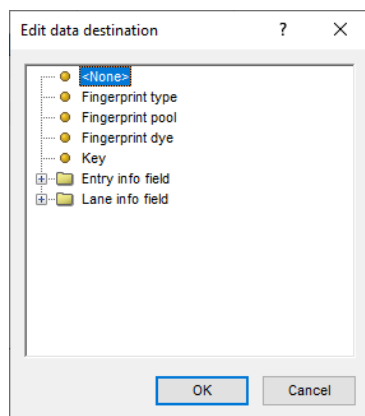 Edit data destination ?
<None>
Fingerprint type
Fingerprint pool
Fingerprint dye
Key
Entry info field
Lane info field
OK Cancel